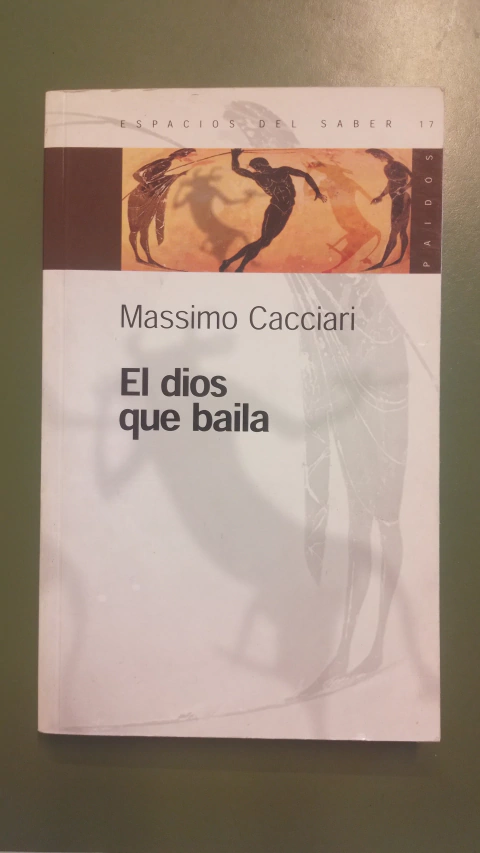 ESPACIOS DEL SABER 17
PAIDOS
Massimo Cacciari
El dios
que baila